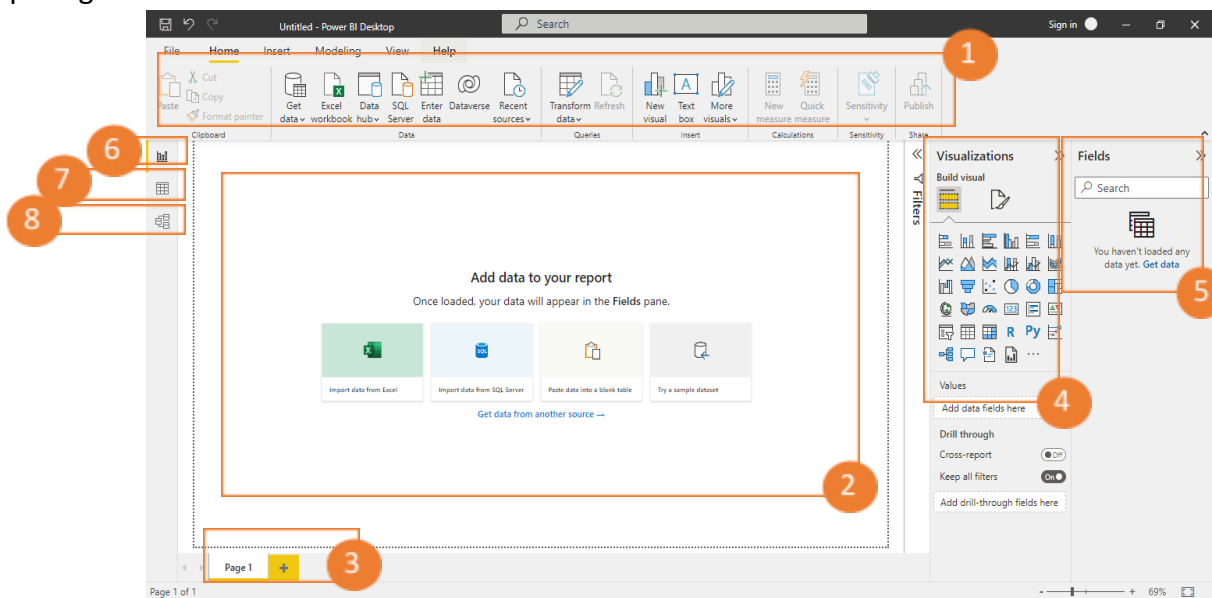 Untitled - Power BI Desktop
Search
Sign in
File Home Insert Modeling View Help
1
Paste
Cut
Copy
Format painter
Get data
Excel workbook
Data hub
SQL Server
Enter data
Dataverse
Recent sources
Transform data
Refresh
New visual
Text box
More visuals
New measure
Quick measure
Sensitivity
Publish
Clipboard
Data
Queries
Insert
Calculations
Sensitivity
Share
6
7
8
Add data to your report
Once loaded, your data will appear in the Fields pane.
Import data from Excel
Import data from SQL Server
Paste data into a blank table
Try a sample dataset
Get data from another source →
2
Filters
Visualizations
Build visual
123
R Py
Values
Add data fields here
4
Drill through
Cross-report
Off
Keep all filters
On
Add drill-through fields here
Fields
Search
You haven't loaded any
data yet. Get data
5
Page 1
+
3
Page 1 of 1
- + 69%